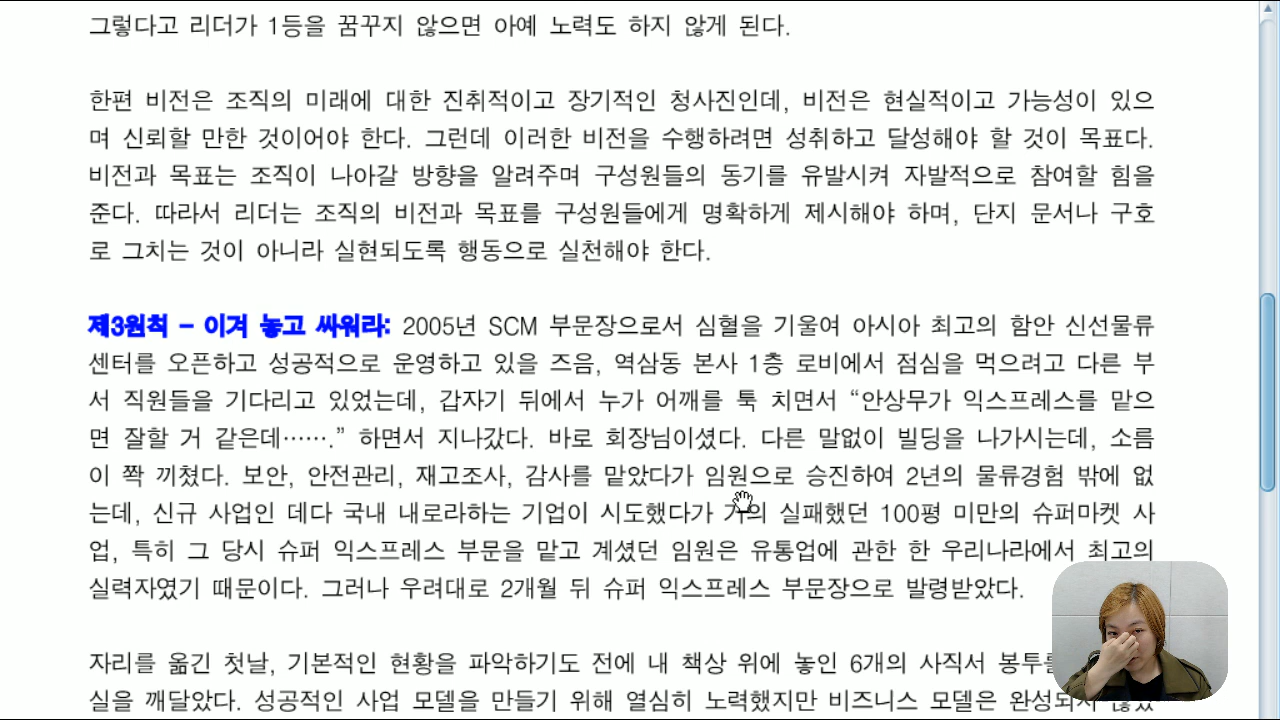 그렇다고 리더가 1등을 꿈꾸지 않으면 아예 노력도 하지 않게 된다.
한편 비전은 조직의 미래에 대한 진취적이고 장기적인 청사진인데, 비전은 현실적이고 가능성이 있으
며 신뢰할 만한 것이어야 한다. 그런데 이러한 비전을 수행하려면 성취하고 달성해야 할 것이 목표다.
비전과 목표는 조직이 나아갈 방향을 알려주며 구성원들의 동기를 유발시켜 자발적으로 참여할 힘을
준다. 따라서 리더는 조직의 비전과 목표를 구성원들에게 명확하게 제시해야 하며, 단지 문서나 구호
로 그치는 것이 아니라 실현되도록 행동으로 실천해야 한다.
제3원칙 – 이겨 놓고 싸워라: 2005년 SCM 부문장으로서 심혈을 기울여 아시아 최고의 함안 신선물류
센터를 오픈하고 성공적으로 운영하고 있을 즈음, 역삼동 본사 1층 로비에서 점심을 먹으려고 다른 부
서 직원들을 기다리고 있었는데, 갑자기 뒤에서 누가 어깨를 툭 치면서 “안상무가 익스프레스를 맡으
면 잘할 거 같은데…….” 하면서 지나갔다. 바로 회장님이셨다. 다른 말없이 빌딩을 나가시는데, 소름
이 쫙 끼쳤다. 보안, 안전관리, 재고조사, 감사를 맡았다가 임원으로 승진하여 2년의 물류경험 밖에 없
는데, 신규 사업인 데다 국내 내로라하는 기업이 시도했다가 거의 실패했던 100평 미만의 슈퍼마켓 사
업, 특히 그 당시 슈퍼 익스프레스 부문을 맡고 계셨던 임원은 유통업에 관한 한 우리나라에서 최고의
실력자였기 때문이다. 그러나 우려대로 2개월 뒤 슈퍼 익스프레스 부문장으로 발령받았다.
자리를 옮긴 첫날, 기본적인 현황을 파악하기도 전에 내 책상 위에 놓인 6개의 사직서
실을 깨달았다. 성공적인 사업 모델을 만들기 위해 열심히 노력했지만 비즈니스 모델은